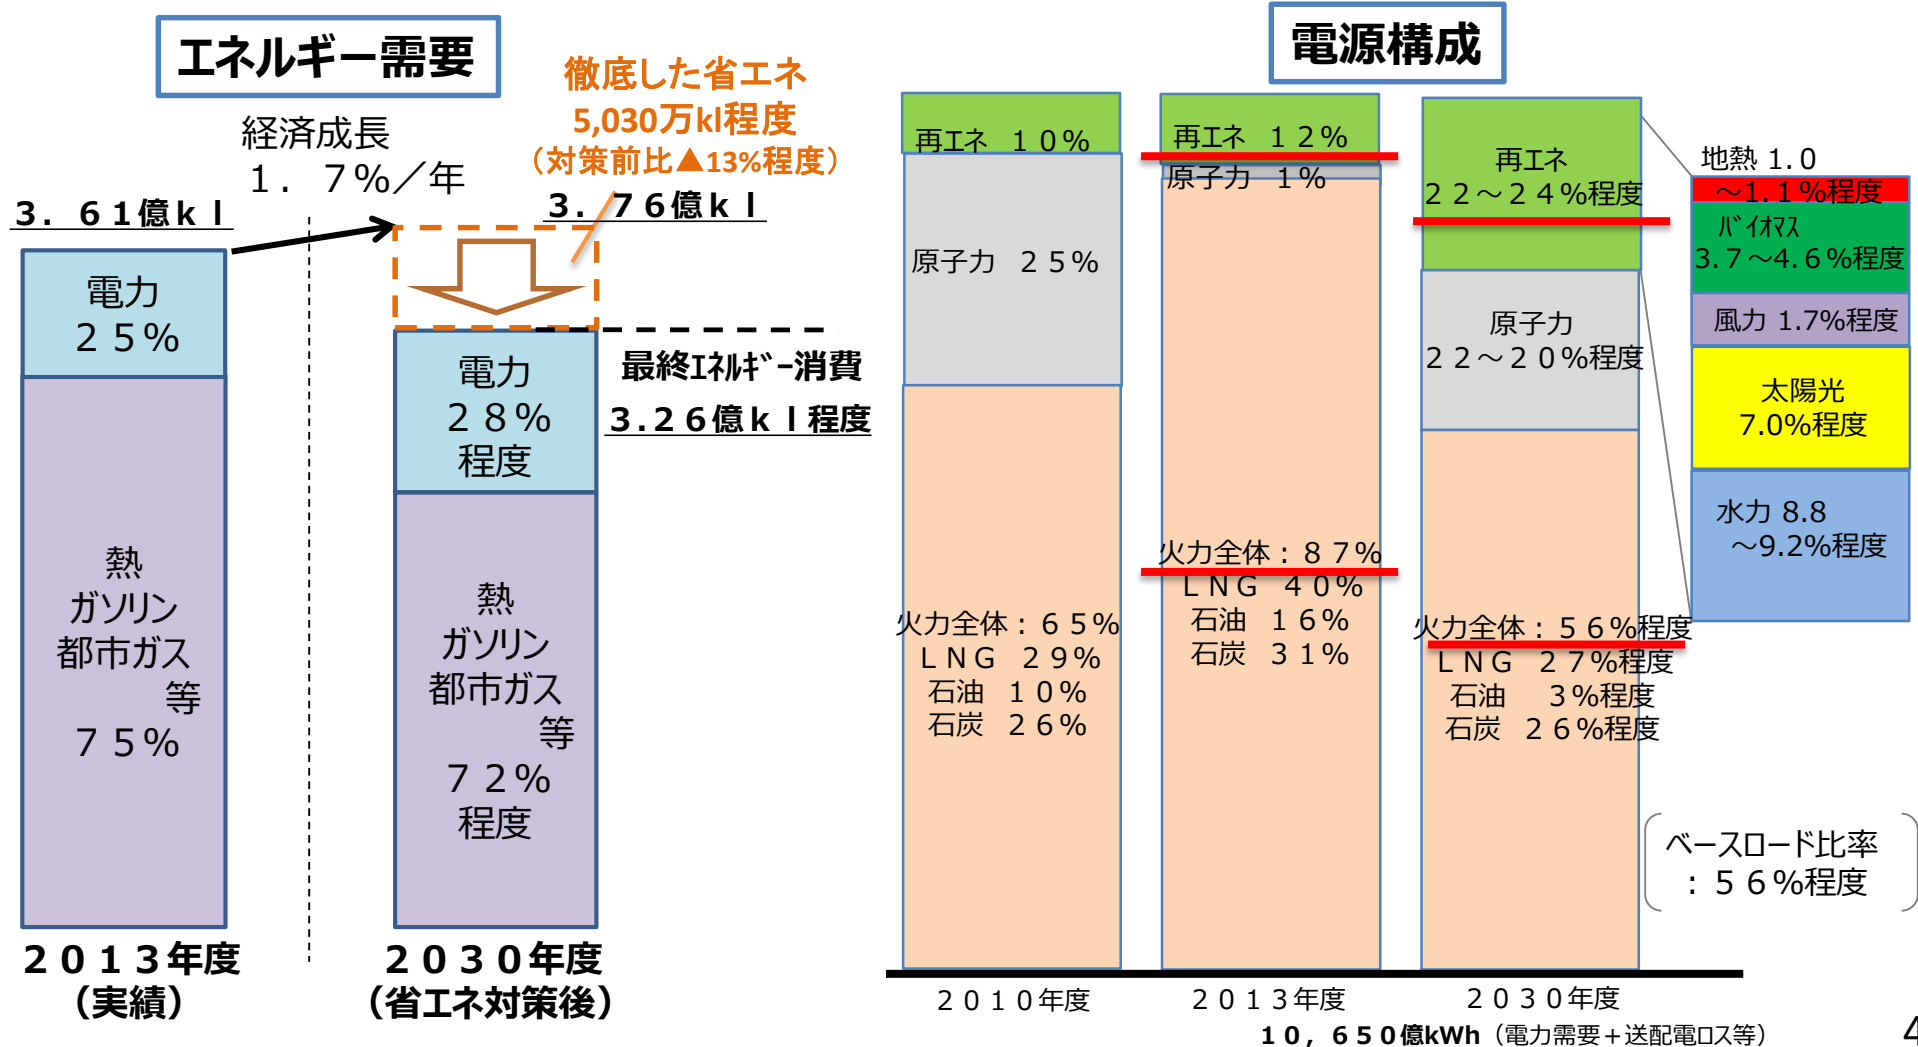 エネルギー需要
徹底した省エネ
5,030万kl程度
（対策前比▲13%程度）
経済成長
１．７％／年
３．６１億ｋｌ
３．７６億ｋｌ
電力
２５％
熱
ガソリン
都市ガス
等
７５％
電力
２８％
程度
熱
ガソリン
都市ガス
等
７２％
程度
最終ｴﾈﾙｷﾞｰ消費
３.２６億ｋｌ程度
２０１３年度
（実績）
２０３０年度
（省エネ対策後）
電源構成
再エネ １０％
原子力 ２５％
火力全体：６５％
ＬＮＧ ２９％
石油 １０％
石炭 ２６％
２０１０年度
再エネ １２％
原子力 １％
火力全体：８７％
ＬＮＧ ４０％
石油 １６％
石炭 ３１％
２０１３年度
再エネ
２２～２４％程度
原子力
２２～２０％程度
火力全体：５６％程度
ＬＮＧ ２７％程度
石油 ３％程度
石炭 ２６％程度
２０３０年度
地熱 1.0
～1.1％程度
ﾊﾞｲｵﾏｽ
3.7～4.6％程度
風力 1.7%程度
太陽光
7.0%程度
水力 8.8
～9.2%程度
ベースロード比率
：５６％程度
１０，６５０億kWh（電力需要＋送配電ロス等）
4